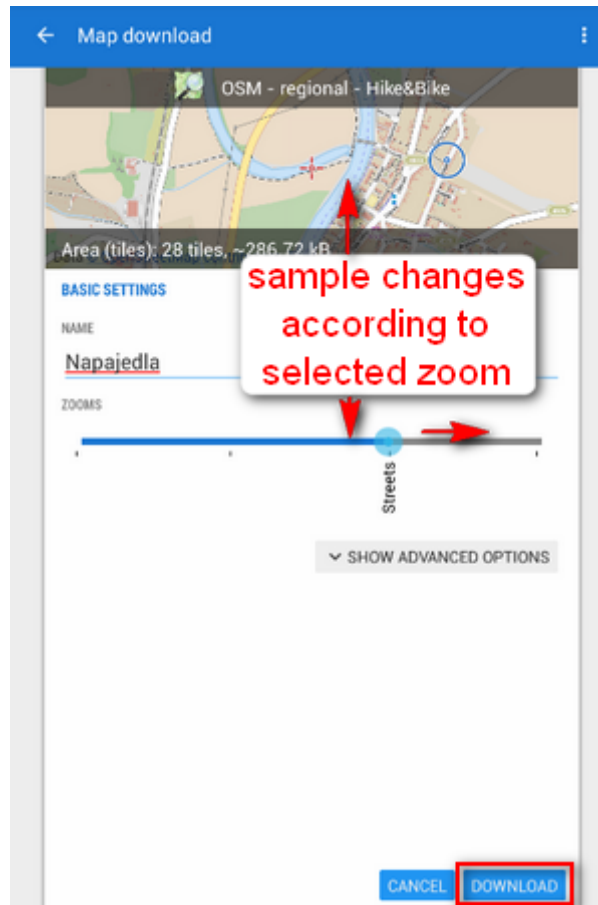 Map download
OSM - regional - Hike&Bike
Area (tiles): 28 tiles, ~286.72 kB
sample changes
according to
selected zoom
BASIC SETTINGS
NAME
Napajedla
ZOOMS
Streets -
SHOW ADVANCED OPTIONS
CANCEL DOWNLOAD